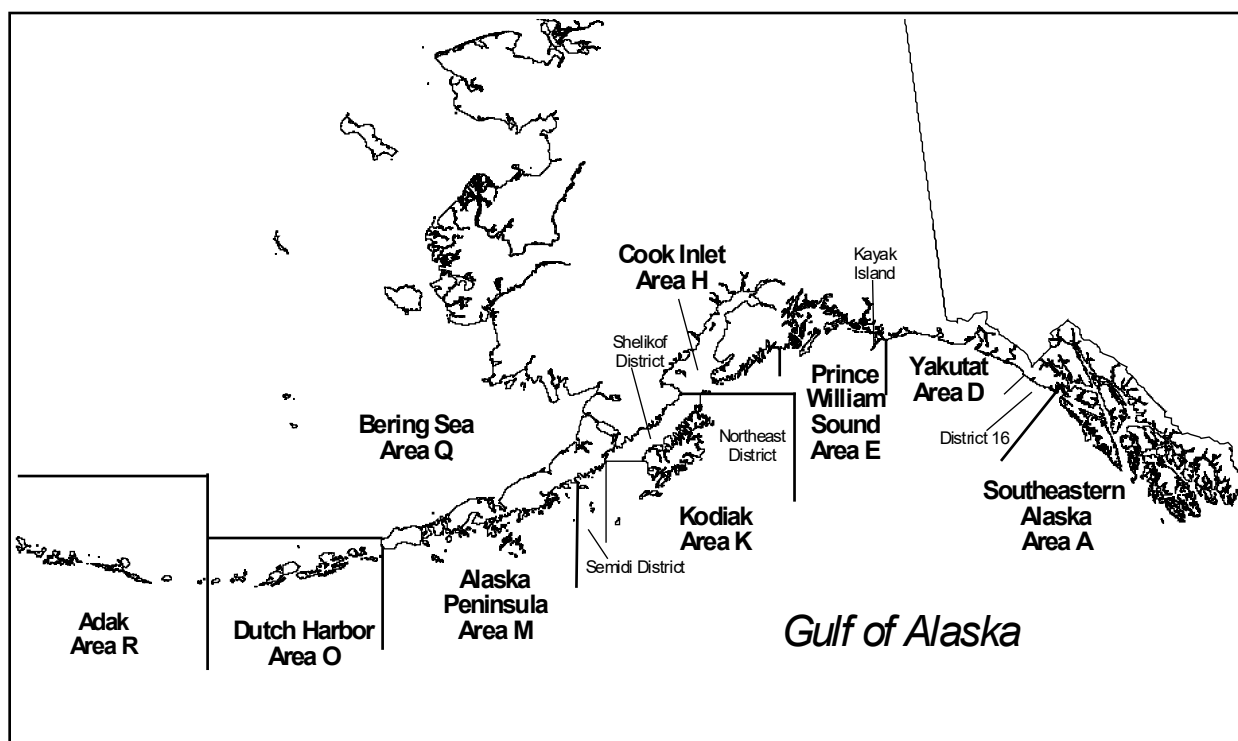 Cook Inlet
Area H
Kayak
Island
Shelikof
District
Prince
William
Sound
Area E
Yakutat
Area D
Bering Sea
Area Q
Northeast
District
District 16
Southeastern
Alaska
Area A
Kodiak
Area K
Semidi District
Alaska
Peninsula
Area M
Adak
Area R
Dutch Harbor
Area O
Gulf of Alaska